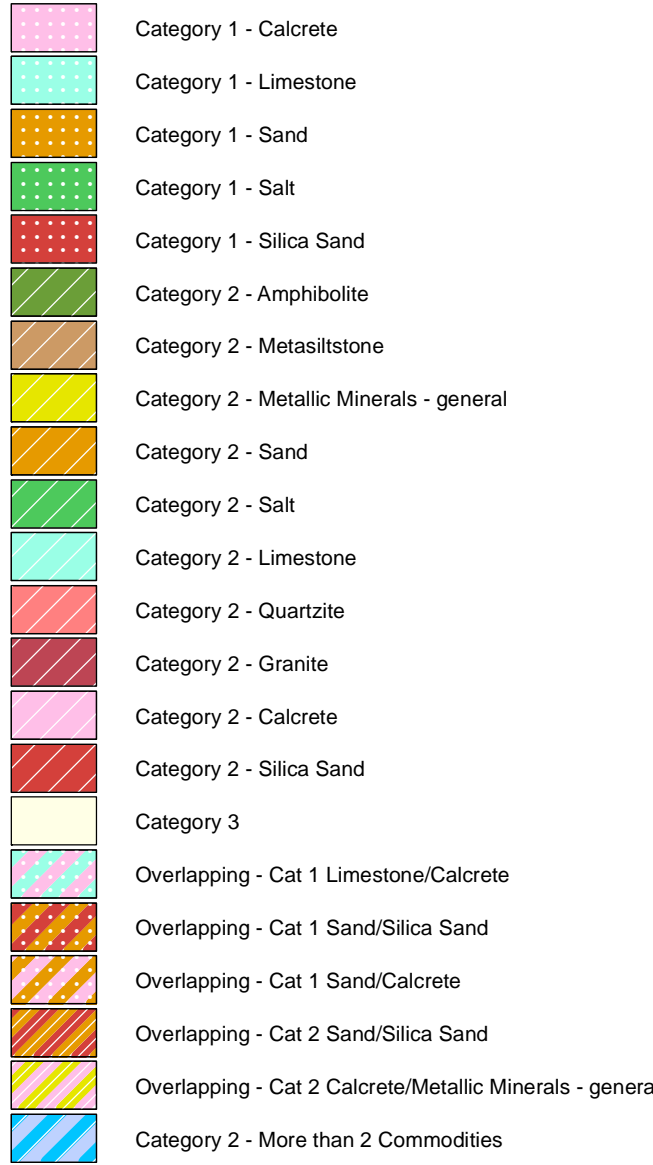 Category 1 - Calcrete
Category 1 - Limestone
Category 1 - Sand
Category 1 - Salt
Category 1 - Silica Sand
Category 2 - Amphibolite
Category 2 - Metasiltstone
Category 2 - Metallic Minerals - general
Category 2 - Sand
Category 2 - Salt
Category 2 - Limestone
Category 2 - Quartzite
Category 2 - Granite
Category 2 - Calcrete
Category 2 - Silica Sand
Category 3
Overlapping - Cat 1 Limestone/Calcrete
Overlapping - Cat 1 Sand/Silica Sand
Overlapping - Cat 1 Sand/Calcrete
Overlapping - Cat 2 Sand/Silica Sand
Overlapping - Cat 2 Calcrete/Metallic Minerals - genera
Category 2 - More than 2 Commodities